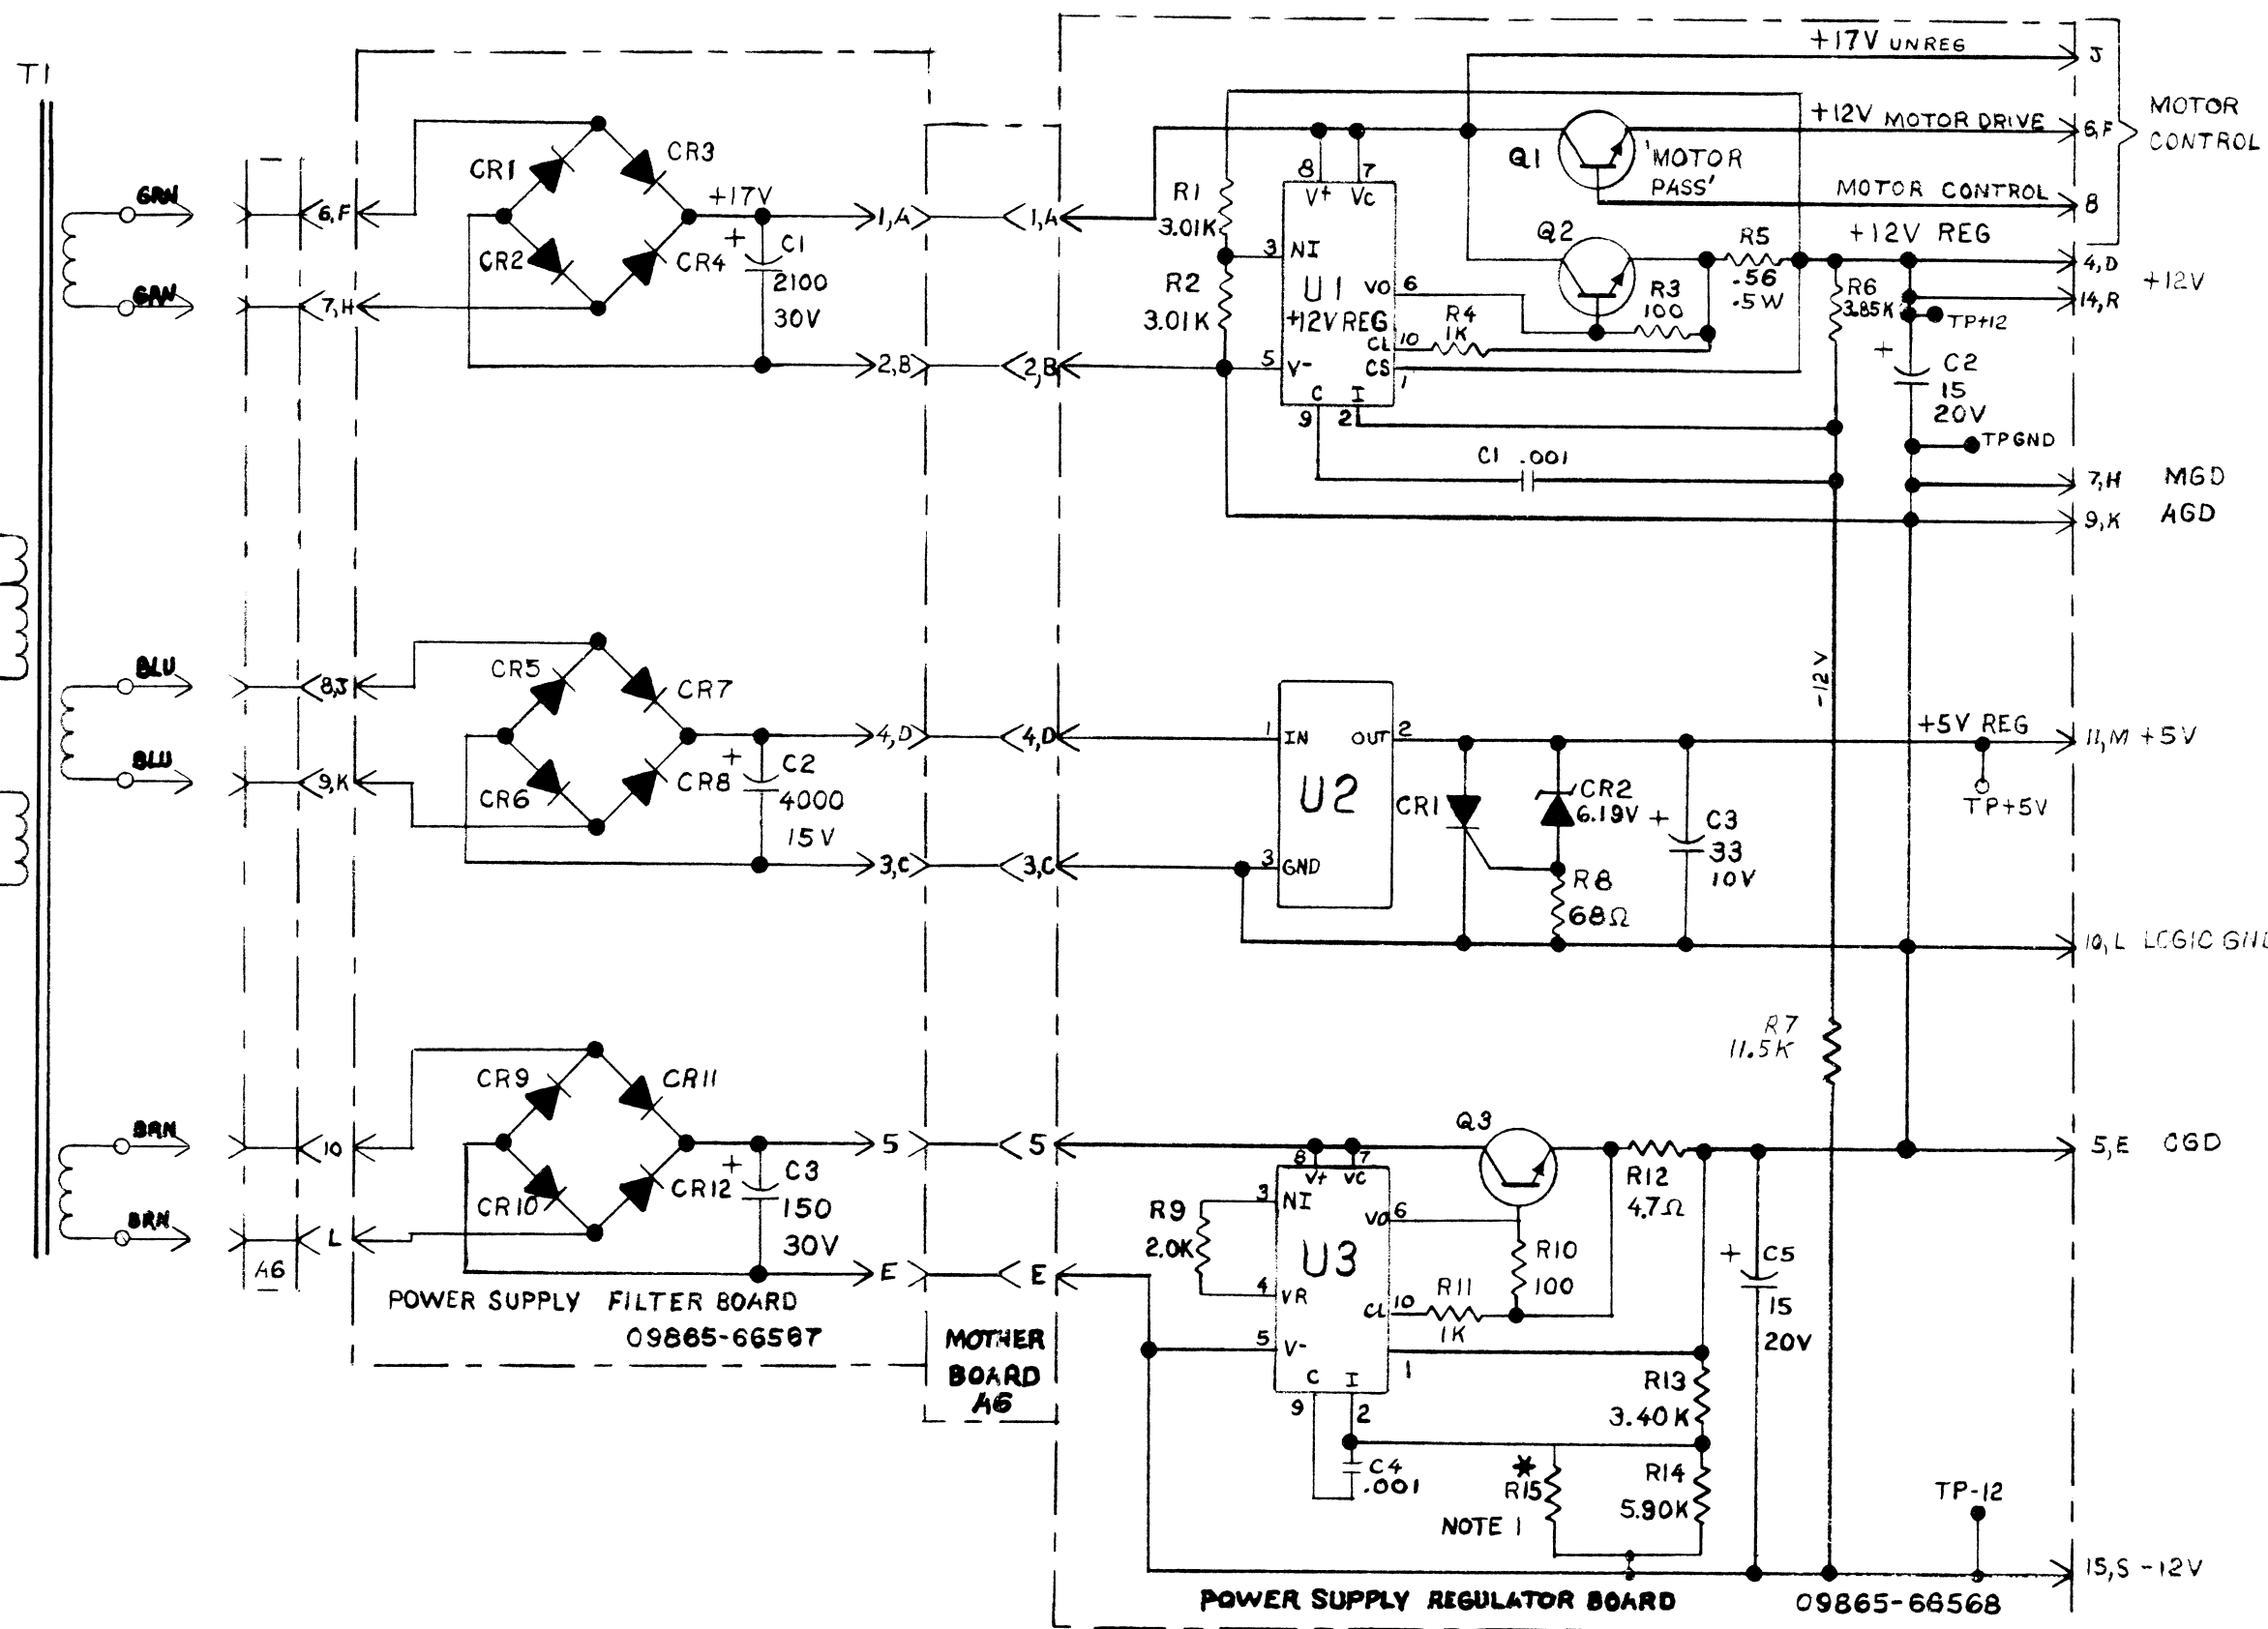 T1
GRN
GRN
6,F
7,H
CR1
CR3
CR2
CR4
+17V
+
C1
2100
30V
1,A
2,B
1,A
2,B
+17V UNREG
J
+12V MOTOR DRIVE
6,F
MOTOR
CONTROL
Q1
'MOTOR
PASS'
MOTOR CONTROL
8
R1
3.01K
R2
3.01K
8
7
V+
VC
3
NI
U1
+12V REG
VO
6
CL
10
CS
1
5
V-
C
I
9
2
Q2
R3
100
R4
1K
R5
.56
.5W
+12V REG
4,D
+12V
14,R
R6
3.85K
TP+12
+
C2
15
20V
TPGND
C1 .001
7,H MGD
9,K AGD
BLU
BLU
8,J
9,K
CR5
CR7
CR6
CR8
+
C2
4000
15V
4,D
3,C
4,D
3,C
1
IN
OUT
2
U2
3
GND
CR1
CR2
6.19V
+
C3
33
10V
R8
68Ω
-12V
+5V REG
11,M +5V
TP+5V
10,L LOGIC GND
R7
11.5K
BRN
BRN
10
L
A6
CR9
CR11
CR10
CR12
+
C3
150
30V
5
E
5
E
POWER SUPPLY FILTER BOARD
09865-66567
MOTHER
BOARD
A6
Q3
8
7
V+
VC
3
NI
VO
6
U3
R9
2.0K
4
VR
CL
10
5
V-
1
C
I
9
2
R10
100
R11
1K
R12
4.7Ω
5,E CGD
+
C5
15
20V
R13
3.40K
C4
.001
*
R15
NOTE 1
R14
5.90K
TP-12
15,S -12V
POWER SUPPLY REGULATOR BOARD
09865-66568